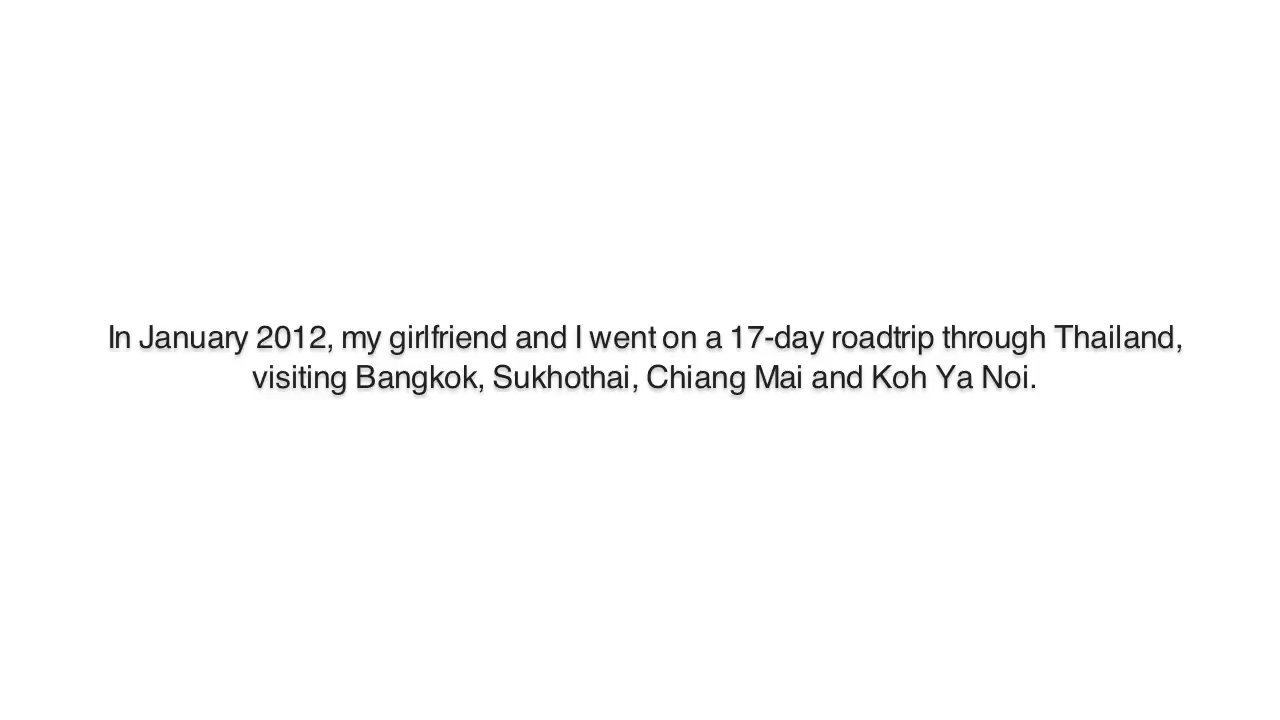 In January 2012, my girlfriend and I went on a 17-day roadtrip through Thailand,
visiting Bangkok, Sukhothai, Chiang Mai and Koh Ya Noi.